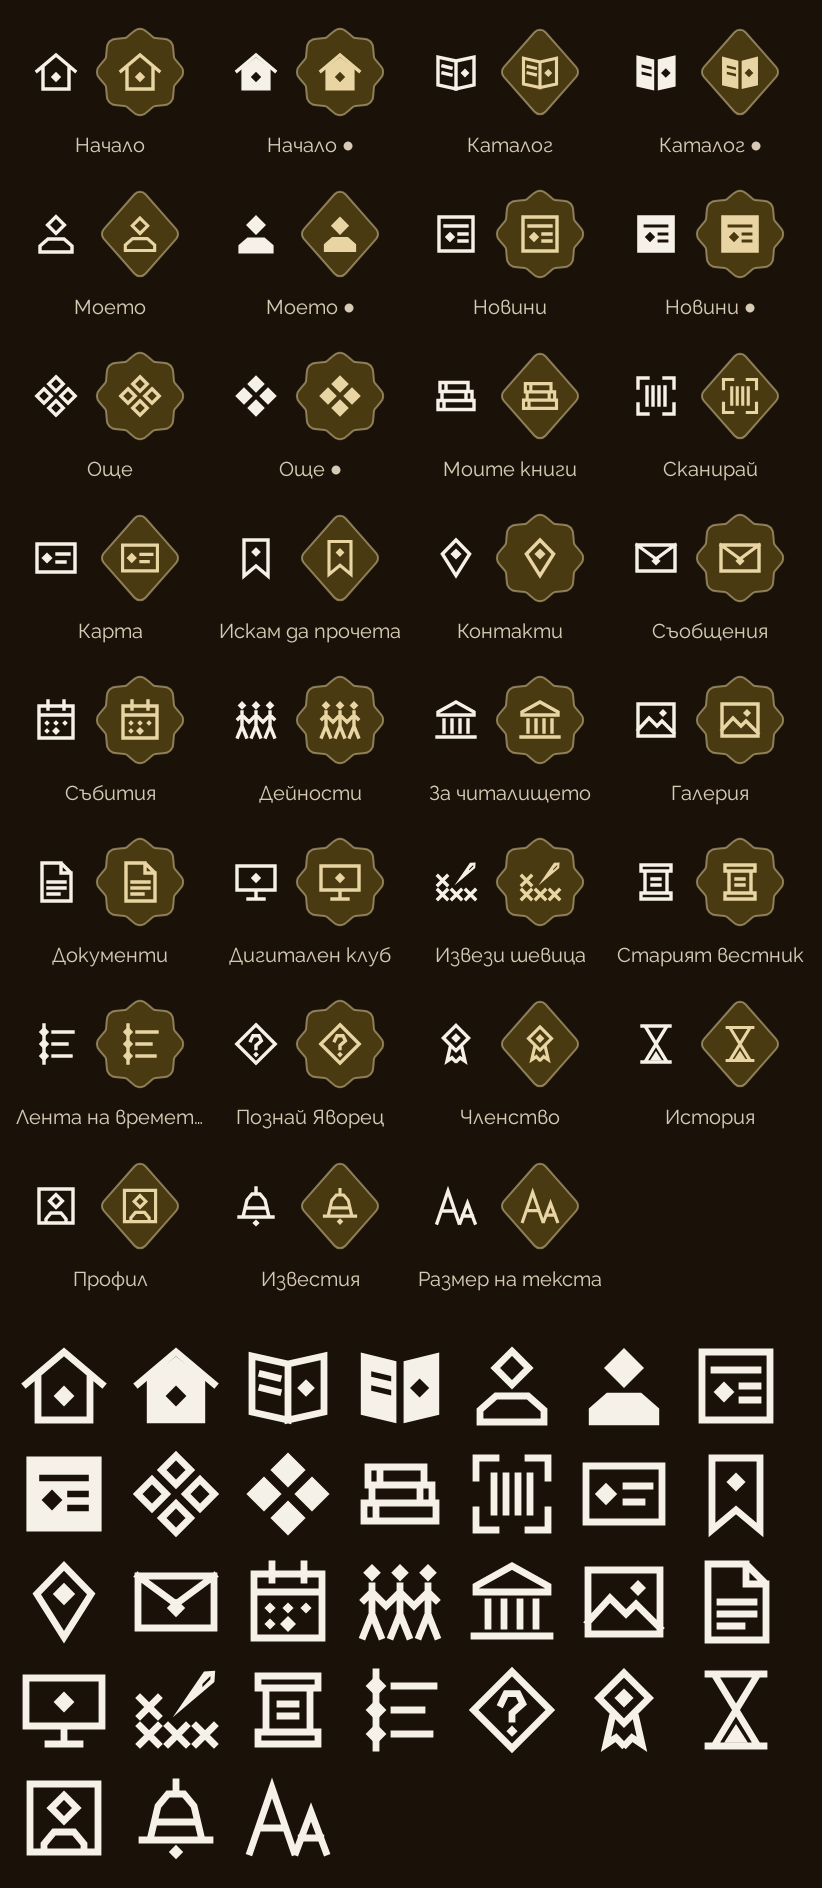 Начало
Начало
Каталог
Каталог
Моето
Моето
Новини
Новини
Още
Още
Моите книги
Сканирай
Карта
Искам да прочета
Контакти
Съобщения
Събития
Дейности
За читалището
Галерия
Документи
Дигитален клуб
Извези шевица
Старият вестник
Лента на времет…
Познай Яворец
Членство
История
Профил
Известия
Размер на текста